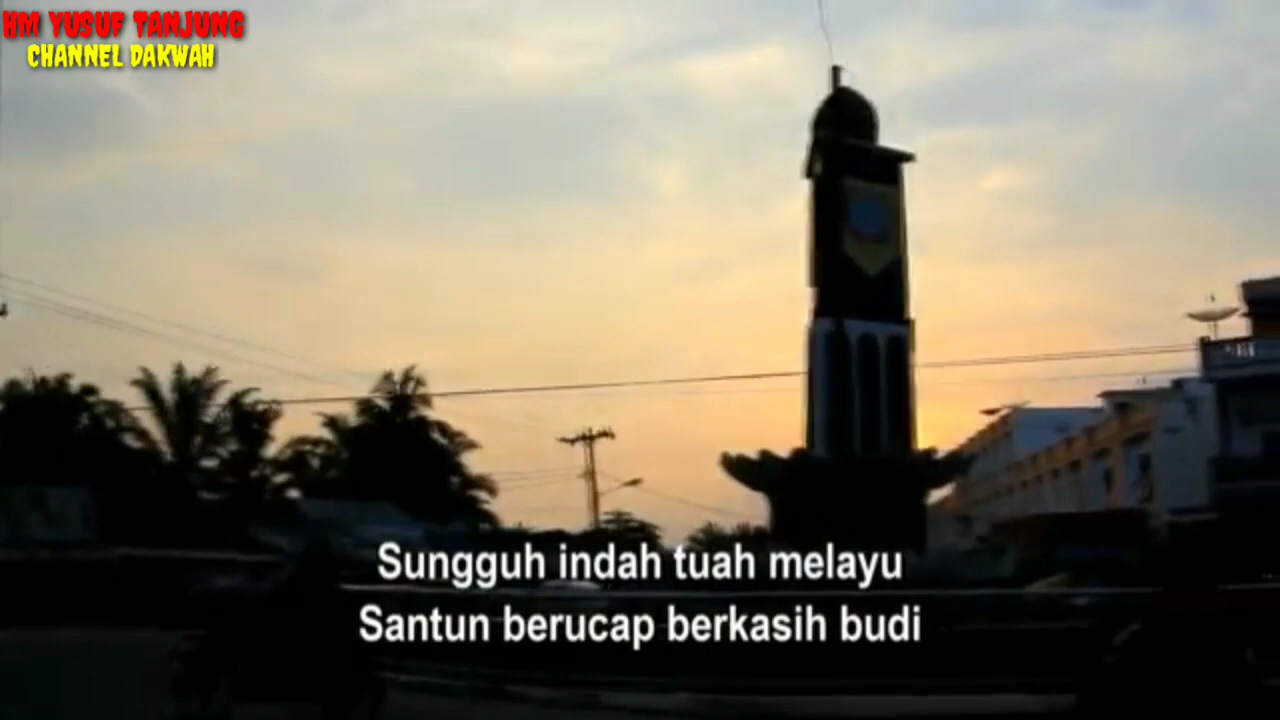 HM YUSUF TANJUNG
CHANNEL DAKWAH
Sungguh indah tuah melayu
Santun berucap berkasih budi